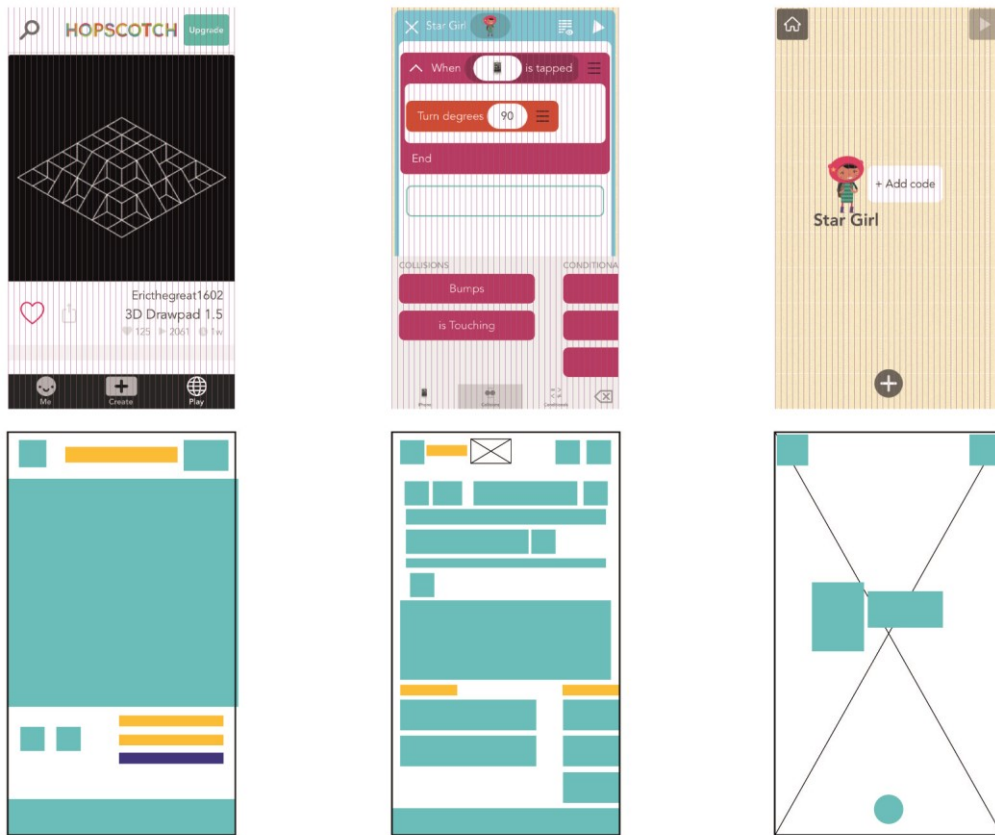 HOPSCOTCH Upgrade
Ericthegreat1602
3D Drawpad 1.5
125 2061 1w
Me Create Play
Star Girl
When is tapped
Turn degrees 90
End
COLLISIONS CONDITIONA
Bumps
is Touching
+ Add code
Star Girl